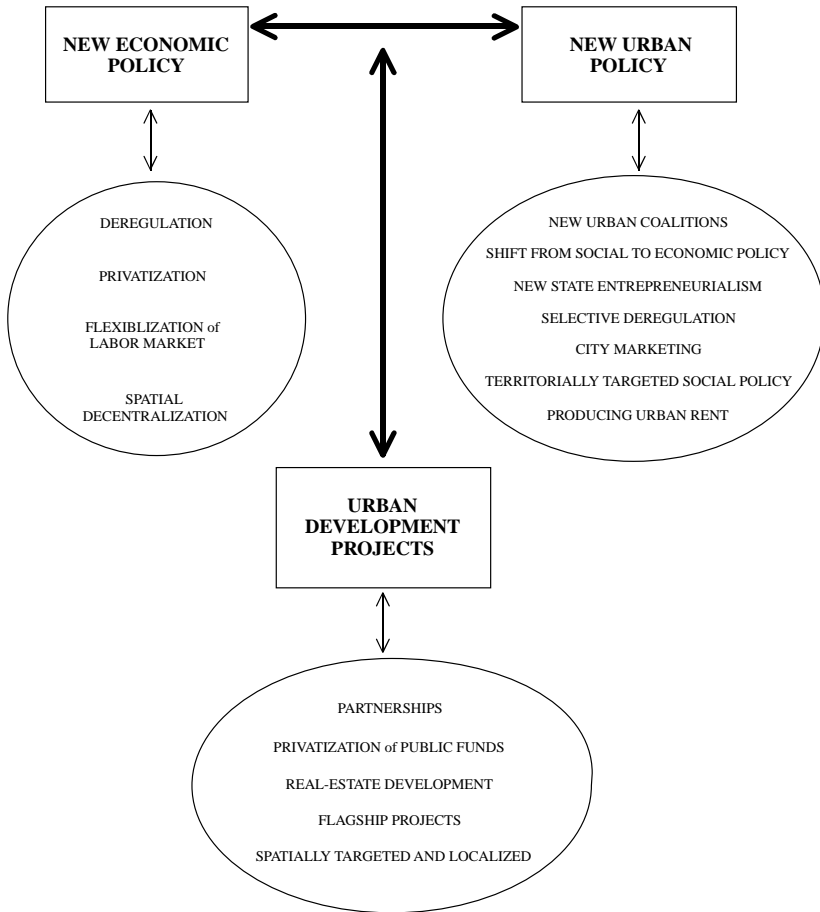 NEW ECONOMIC
POLICY
NEW URBAN
POLICY
DEREGULATION
PRIVATIZATION
FLEXIBLIZATION of
LABOR MARKET
SPATIAL
DECENTRALIZATION
NEW URBAN COALITIONS
SHIFT FROM SOCIAL TO ECONOMIC POLICY
NEW STATE ENTREPRENEURIALISM
SELECTIVE DEREGULATION
CITY MARKETING
TERRITORIALLY TARGETED SOCIAL POLICY
PRODUCING URBAN RENT
URBAN
DEVELOPMENT
PROJECTS
PARTNERSHIPS
PRIVATIZATION of PUBLIC FUNDS
REAL-ESTATE DEVELOPMENT
FLAGSHIP PROJECTS
SPATIALLY TARGETED AND LOCALIZED